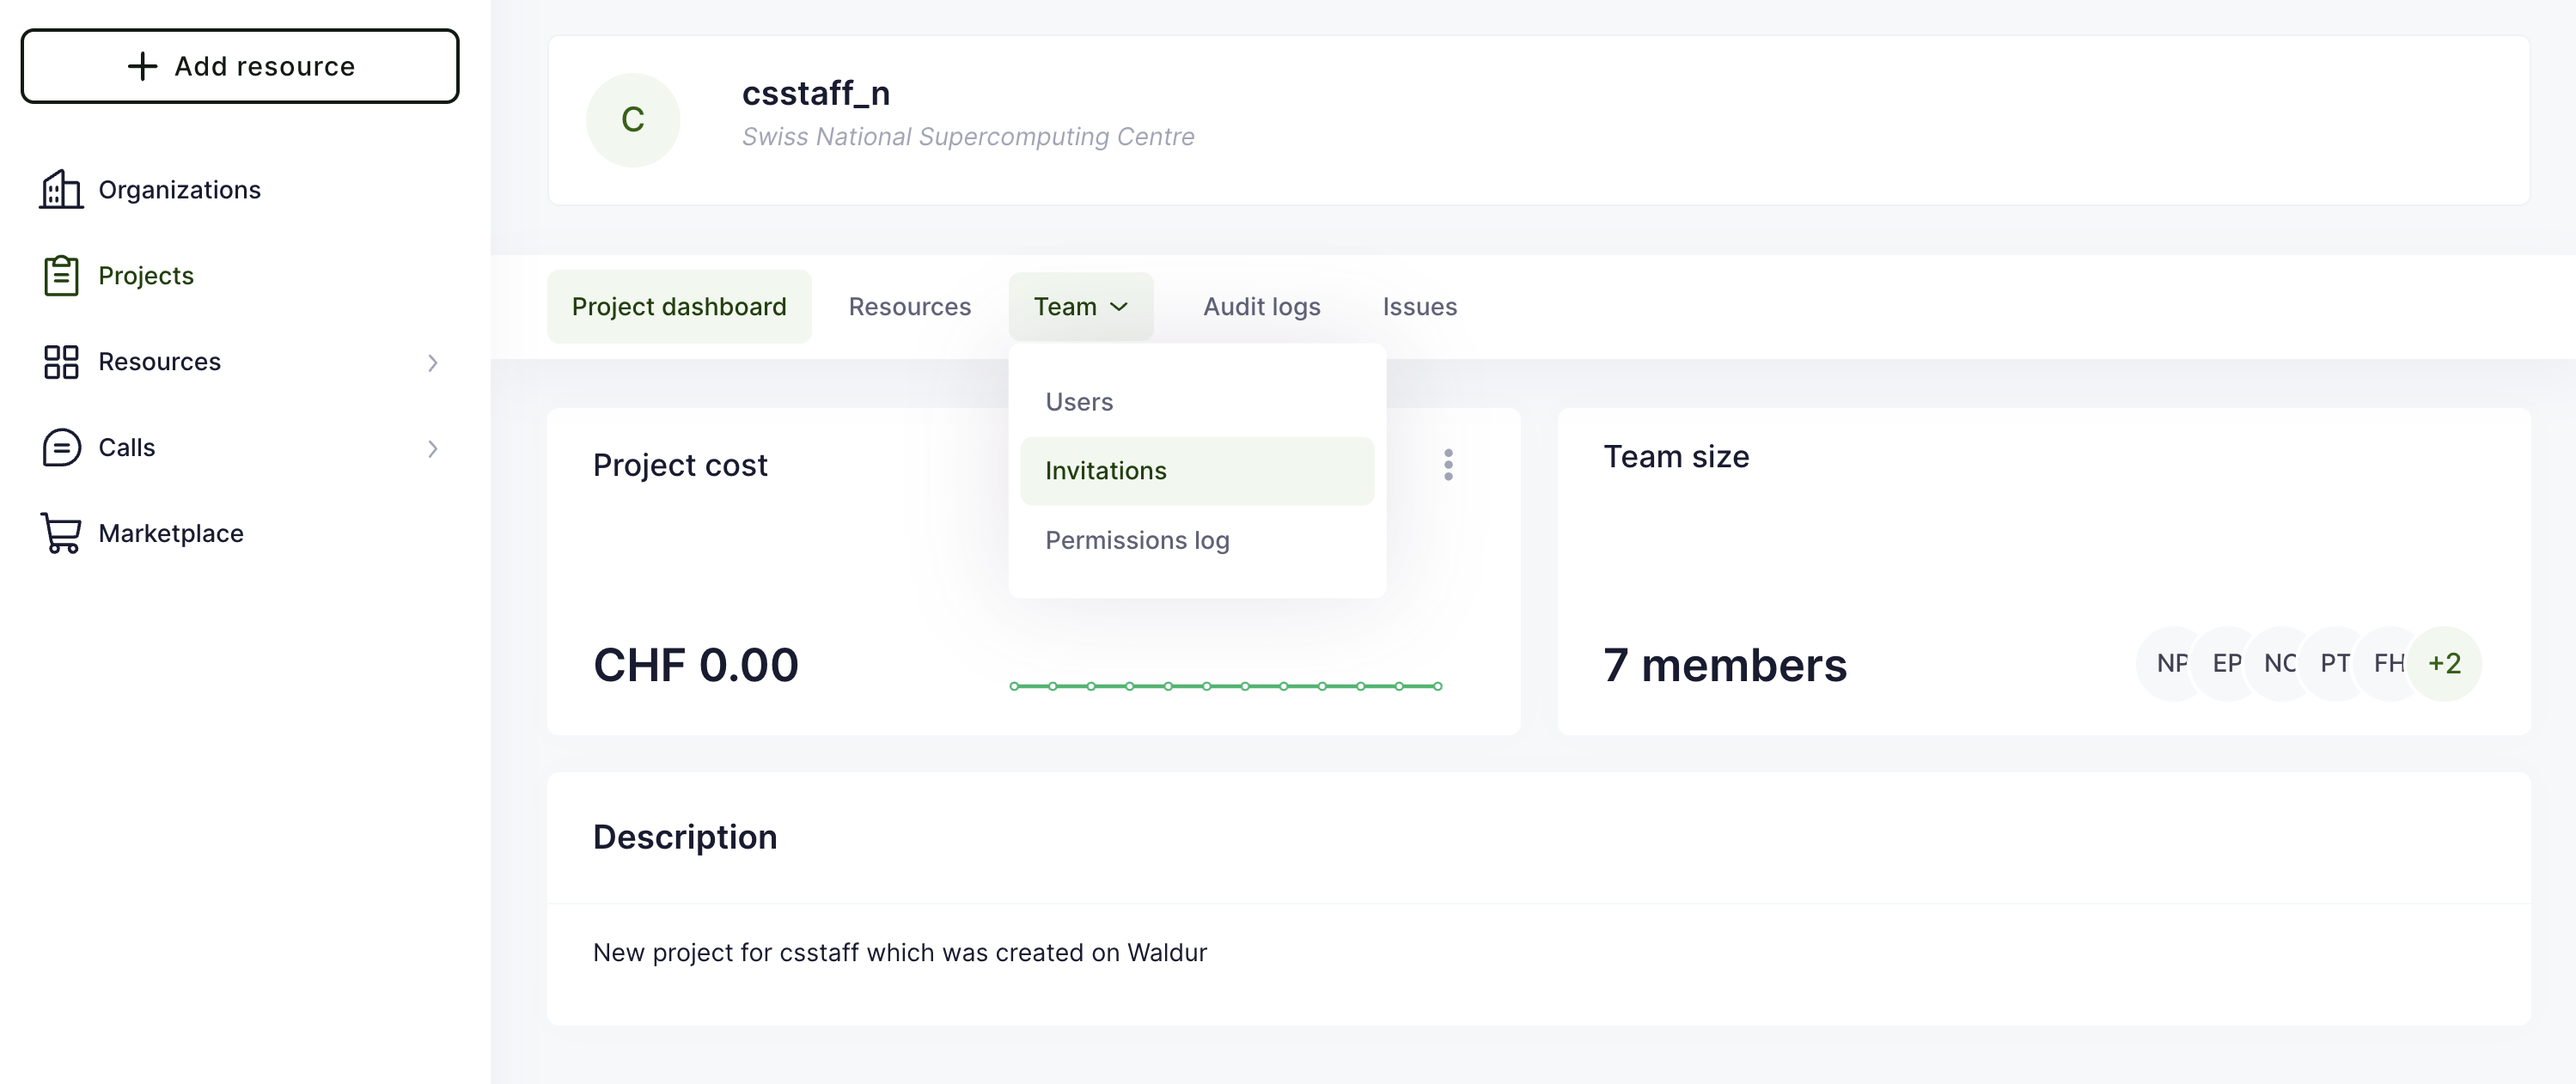 Add resource
Organizations
Projects
Resources
Calls
Marketplace
C
csstaff_n
Swiss National Supercomputing Centre
Project dashboard
Resources
Team
Audit logs
Issues
Users
Invitations
Permissions log
Project cost
CHF 0.00
Team size
7 members
NP EP NC PT FH +2
Description
New project for csstaff which was created on Waldur